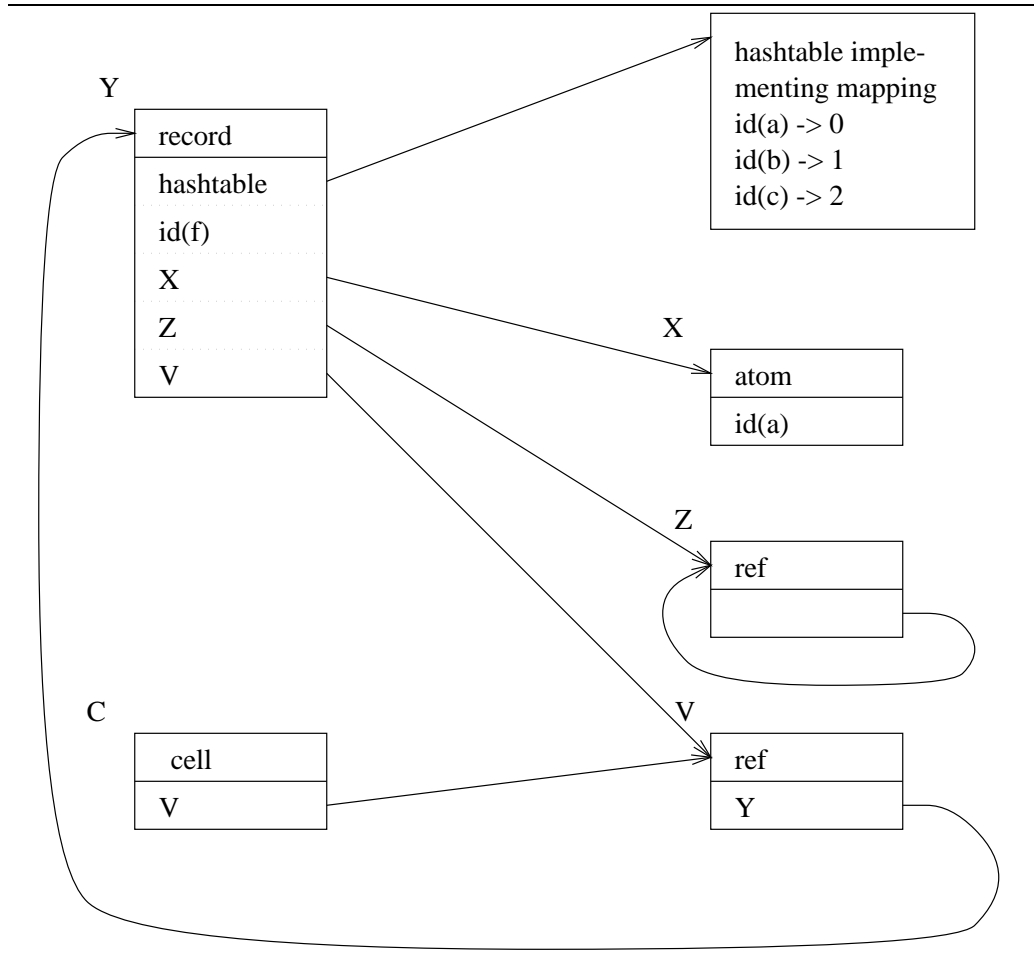 Y
record
hashtable
id(f)
X
Z
V
hashtable imple-
menting mapping
id(a) -> 0
id(b) -> 1
id(c) -> 2
X
atom
id(a)
Z
ref
C
cell
V
V
ref
Y